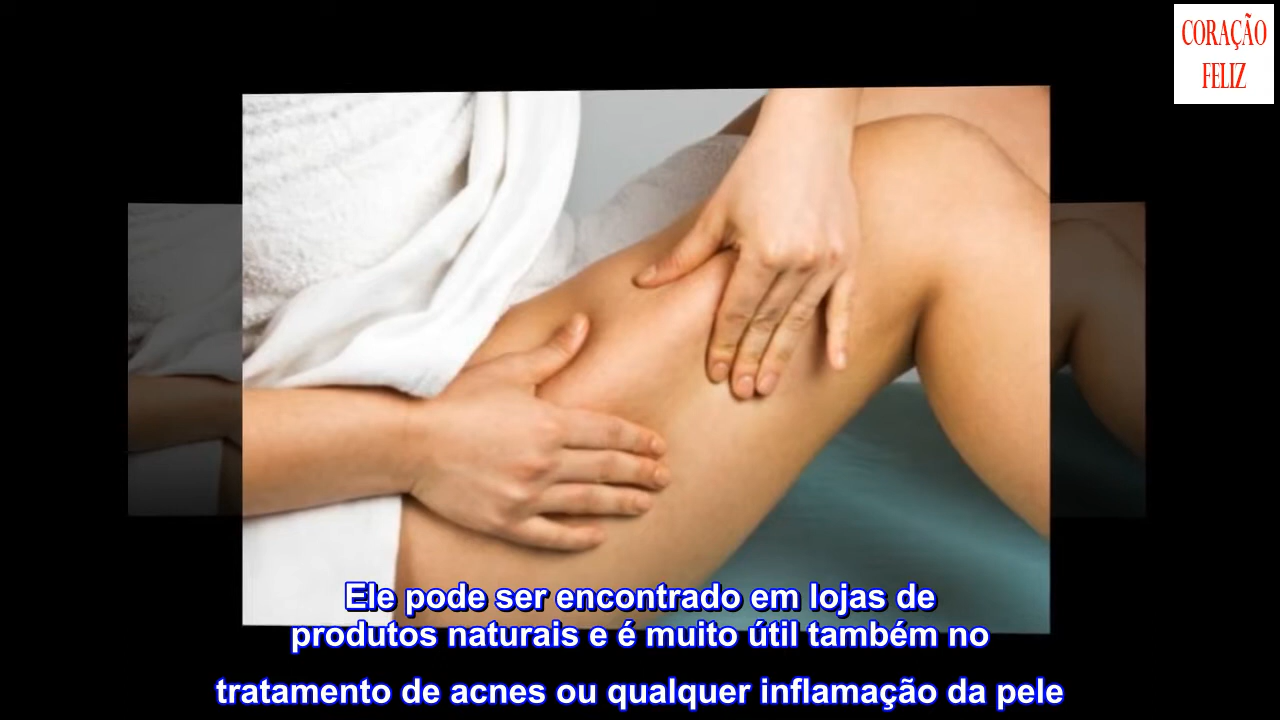 CORAÇÃO
FELIZ
Ele pode ser encontrado em lojas de
produtos naturais e é muito útil também no
tratamento de acnes ou qualquer inflamação da pele